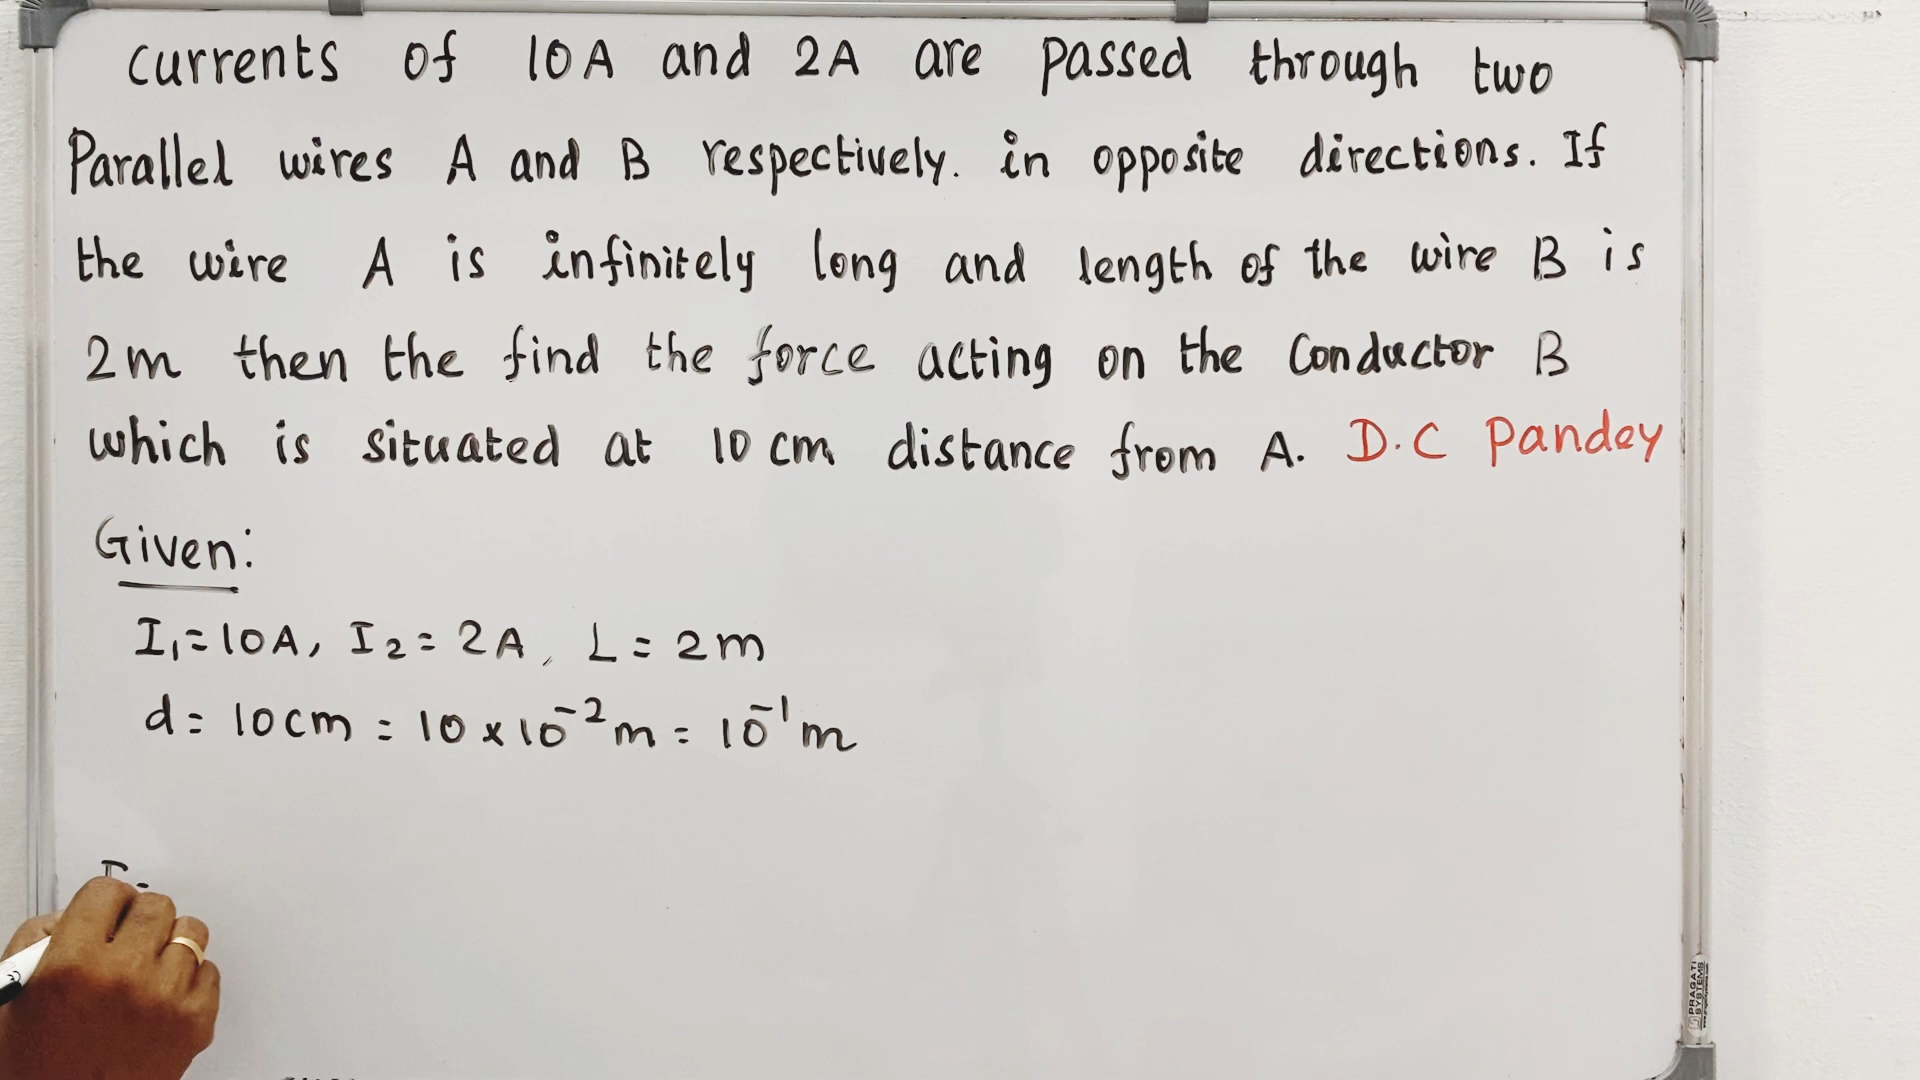 currents of 10A and 2A are passed through two
Parallel wires A and B respectively. in opposite directions. If
the wire A is infinitely long and length of the wire B is
2m then the find the force acting on the Conductor B
which is situated at 10 cm distance from A. D.C Pandey
Given:
I₁=10A, I₂=2A, L=2m
d= 10cm = 10×10⁻²m = 10⁻¹m
PRAGATI
SYSTEMS